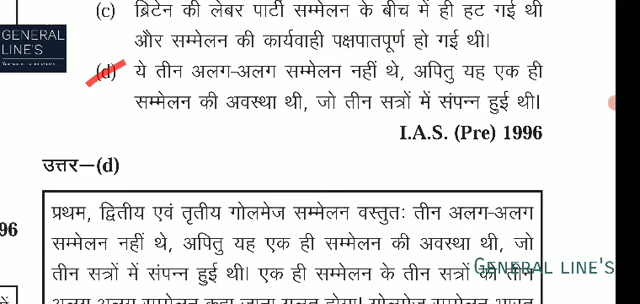 (c) ब्रिटेन की लेबर पार्टी सम्मेलन के बीच में ही हट गई थी
और सम्मेलन की कार्यवाही पक्षपातपूर्ण हो गई थी।
GENERAL
LINE'S
(d) ये तीन अलग-अलग सम्मेलन नहीं थे, अपितु यह एक ही
सम्मेलन की अवस्था थी, जो तीन सत्रों में संपन्न हुई थी।
I.A.S. (Pre) 1996
उत्तर—(d)
प्रथम, द्वितीय एवं तृतीय गोलमेज सम्मेलन वस्तुतः तीन अलग-अलग
96
सम्मेलन नहीं थे, अपितु यह एक ही सम्मेलन की अवस्था थी, जो
तीन सत्रों में संपन्न हुई थी। एक ही सम्मेलन के तीन सत्रों को तीन
GENERAL LINE'S